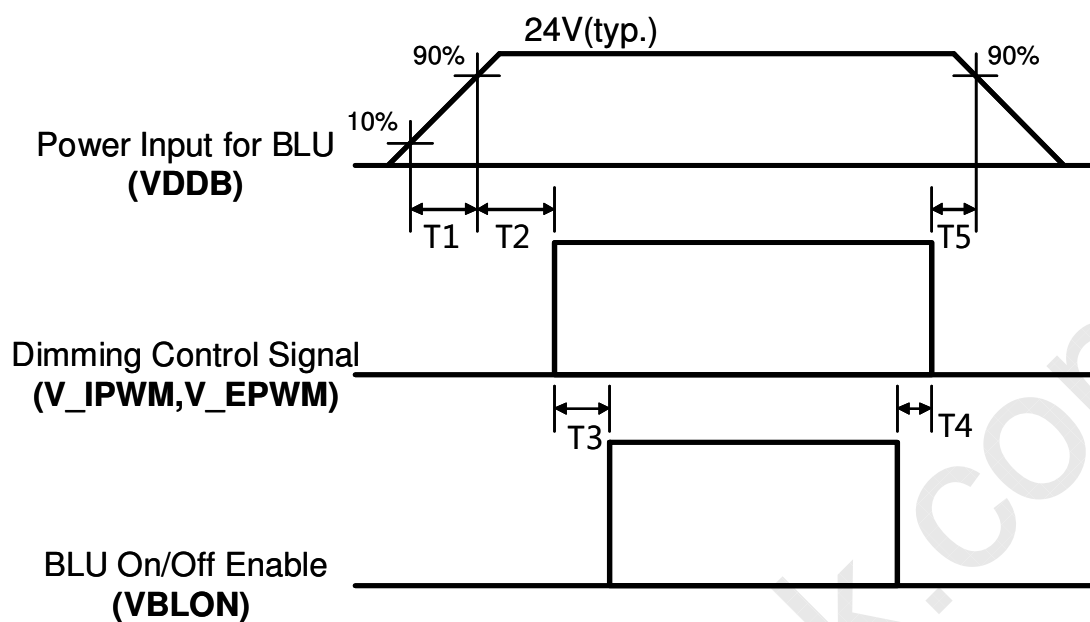 24V(typ.)
90%
90%
10%
Power Input for BLU
(VDDB)
T1
T2
T5
Dimming Control Signal
(V_IPWM,V_EPWM)
T3
T4
BLU On/Off Enable
(VBLON)
k.com